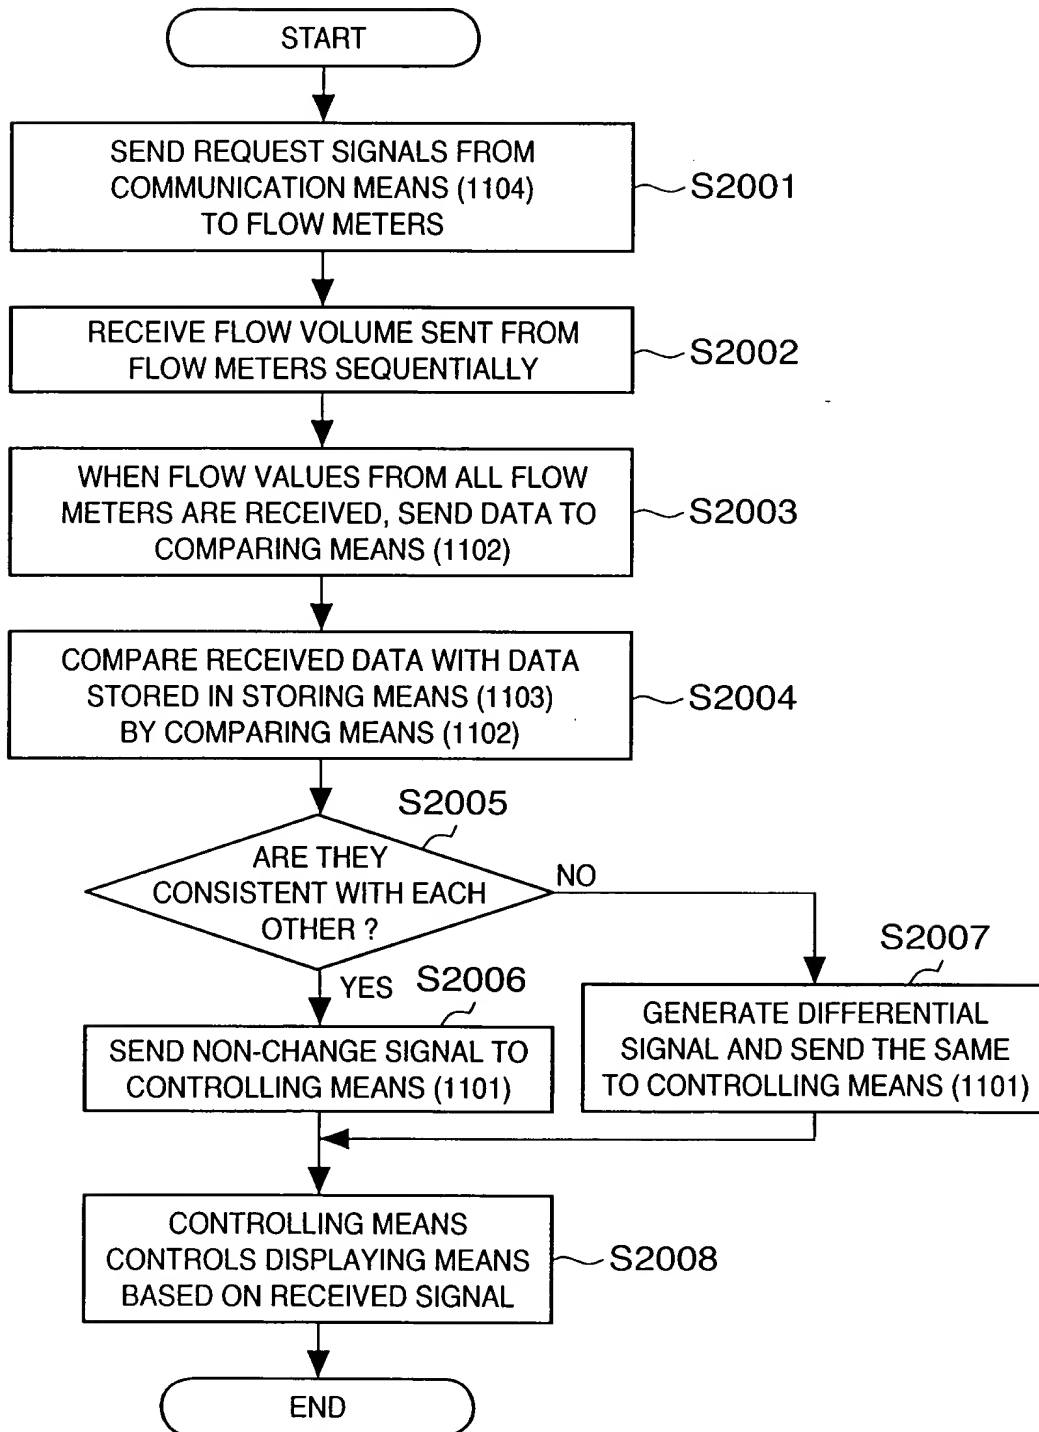 START
SEND REQUEST SIGNALS FROM
COMMUNICATION MEANS (1104)
TO FLOW METERS
S2001
RECEIVE FLOW VOLUME SENT FROM
FLOW METERS SEQUENTIALLY
S2002
WHEN FLOW VALUES FROM ALL FLOW
METERS ARE RECEIVED, SEND DATA TO
COMPARING MEANS (1102)
S2003
COMPARE RECEIVED DATA WITH DATA
STORED IN STORING MEANS (1103)
BY COMPARING MEANS (1102)
S2004
S2005
ARE THEY
CONSISTENT WITH EACH
OTHER ?
NO
YES
S2006
SEND NON-CHANGE SIGNAL TO
CONTROLLING MEANS (1101)
S2007
GENERATE DIFFERENTIAL
SIGNAL AND SEND THE SAME
TO CONTROLLING MEANS (1101)
CONTROLLING MEANS
CONTROLS DISPLAYING MEANS
BASED ON RECEIVED SIGNAL
S2008
END